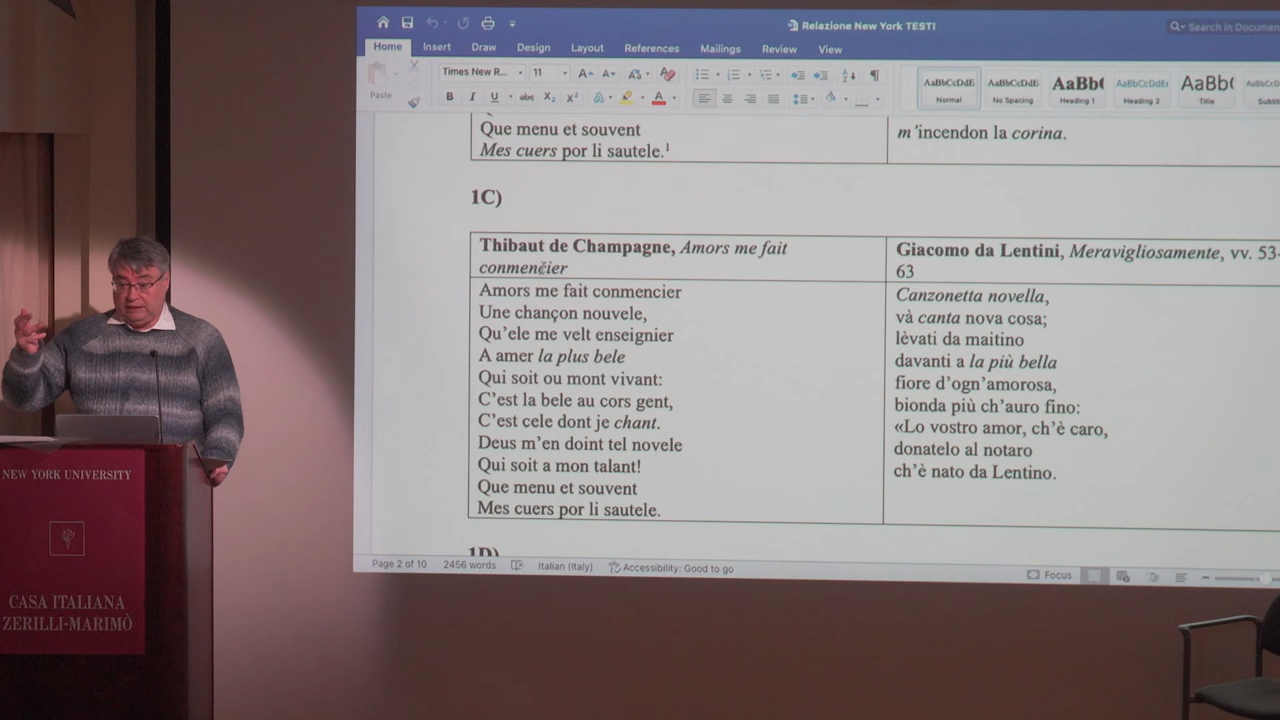 Relazione New York TESTI
Search in Documen
Home Insert Draw Design Layout References Mailings Review View
Paste
Times New R... 11
AaBbCcDdE AaBbCcDdE AaBb( AaBbCcDdE AaBb( AaBbCcD
Normal No Spacing Heading 1 Heading 2 Title Subtit
Que menu et souvent
Mes cuers por li sautele.¹
m'incendon la corina.
1C)
Thibaut de Champagne, Amors me fait
conmencier
Amors me fait conmencier
Une chançon nouvele,
Qu'ele me velt enseignier
A amer la plus bele
Qui soit ou mont vivant:
C'est la bele au cors gent,
C'est cele dont je chant.
Deus m'en doint tel novele
Qui soit a mon talant!
Que menu et souvent
Mes cuers por li sautele.
Giacomo da Lentini, Meravigliosamente, vv. 53-
63
Canzonetta novella,
và canta nova cosa;
lèvati da maitino
davanti a la più bella
fiore d'ogn'amorosa,
bionda più ch'auro fino:
«Lo vostro amor, ch'è caro,
donatelo al notaro
ch'è nato da Lentino.
1D)
Page 2 of 10 2456 words Italian (Italy) Accessibility: Good to go Focus
NEW YORK UNIVERSITY
CASA ITALIANA
ZERILLI-MARIMÒ